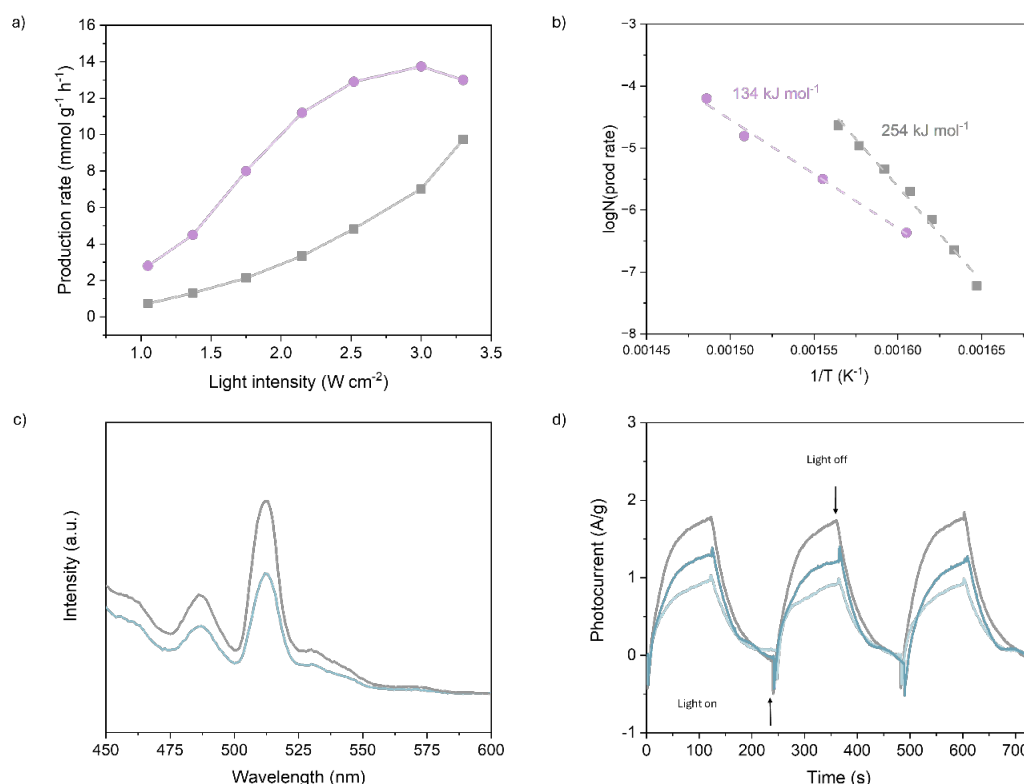 a)
16
14
12
10
8
6
4
2
0
Production rate (mmol g⁻¹ h⁻¹)
1.0 1.5 2.0 2.5 3.0 3.5
Light intensity (W cm⁻²)
b)
−3
−4
−5
−6
−7
−8
logN(prod rate)
134 kJ mol⁻¹
254 kJ mol⁻¹
0.00145 0.00150 0.00155 0.00160 0.00165
1/T (K⁻¹)
c)
Intensity (a.u.)
450 475 500 525 550 575 600
Wavelength (nm)
d)
3
2
1
0
-1
Photocurrent (A/g)
Light off
Light on
0 100 200 300 400 500 600 700
Time (s)